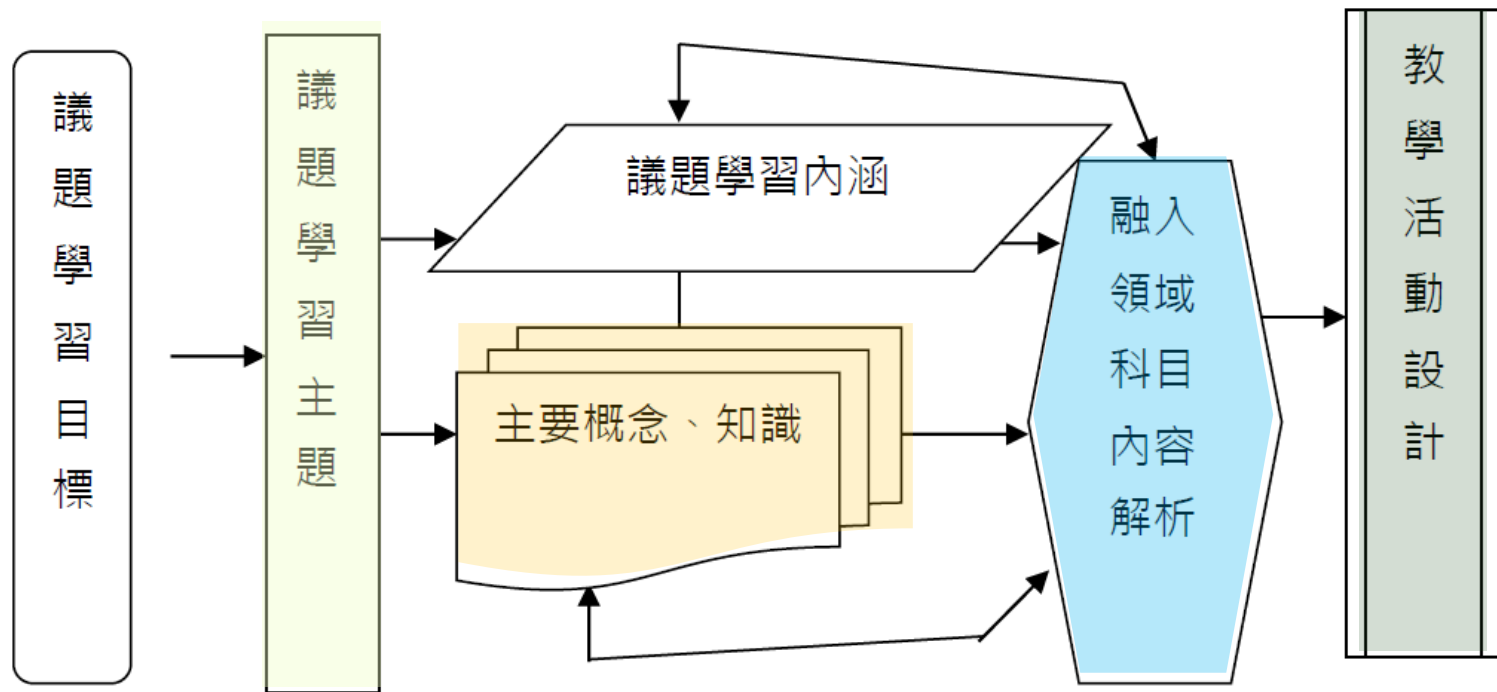 議題學習目標
議題學習主題
議題學習內涵
主要概念、知識
融入
領域
科目
內容
解析
教學活動設計